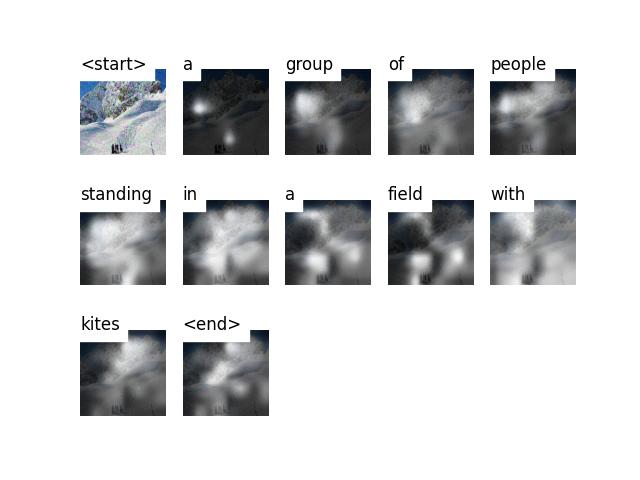 <start> a group of people
standing in a field with
kites <end>